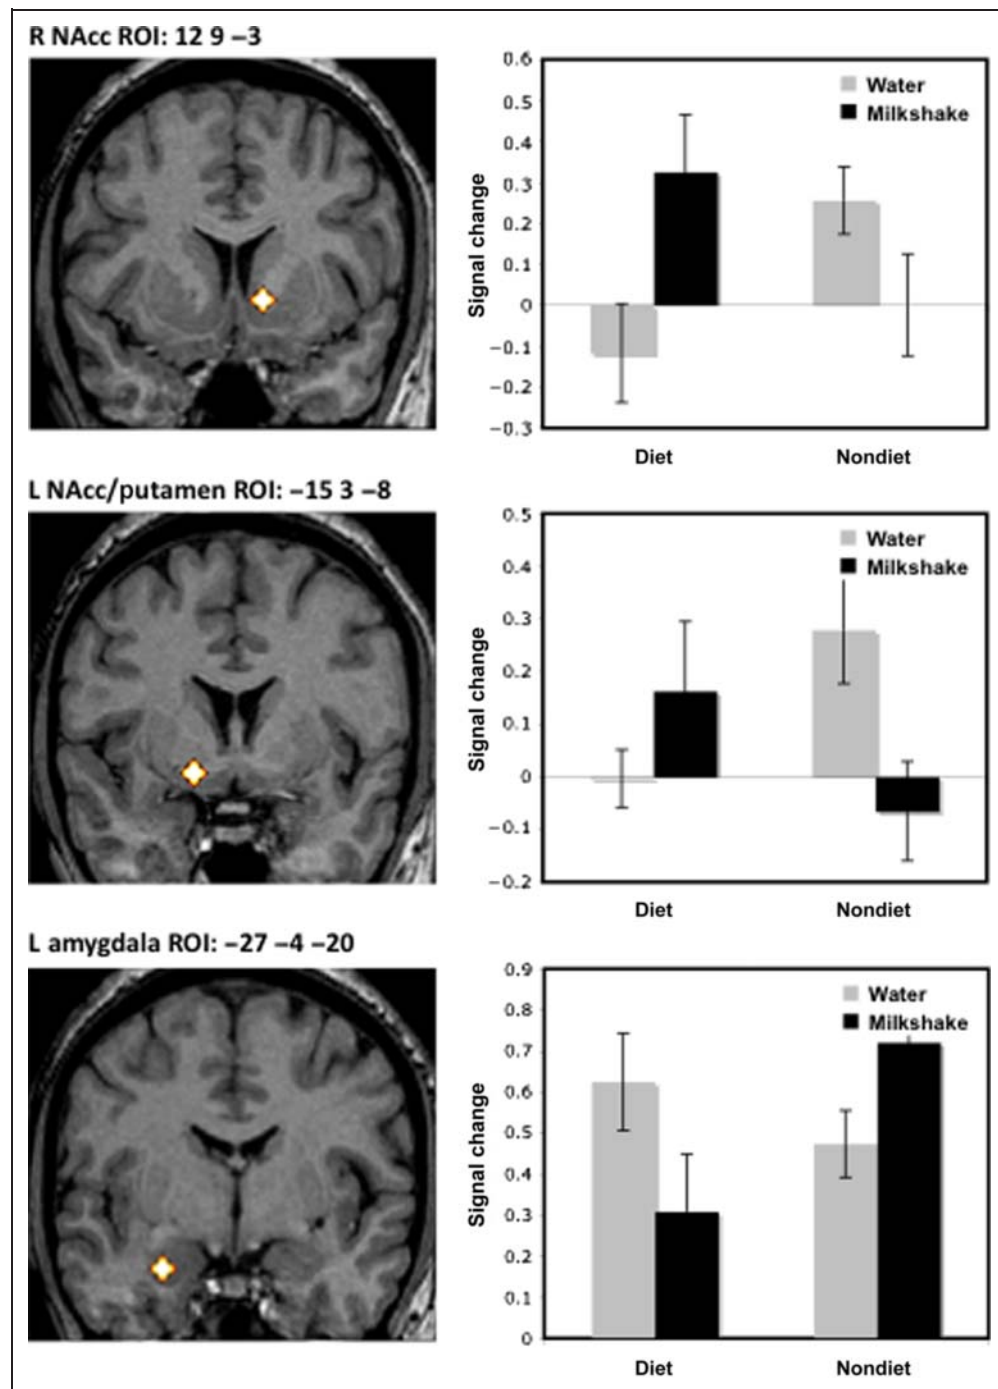 R NAcc ROI: 12 9 −3
0.6
0.5
0.4
0.3
0.2
0.1
0
−0.1
−0.2
−0.3
Signal change
Water
Milkshake
Diet Nondiet
L NAcc/putamen ROI: −15 3 −8
0.5
0.4
0.3
0.2
0.1
0
−0.1
−0.2
Signal change
Water
Milkshake
Diet Nondiet
L amygdala ROI: −27 −4 −20
0.9
0.8
0.7
0.6
0.5
0.4
0.3
0.2
0.1
0
Signal change
Water
Milkshake
Diet Nondiet